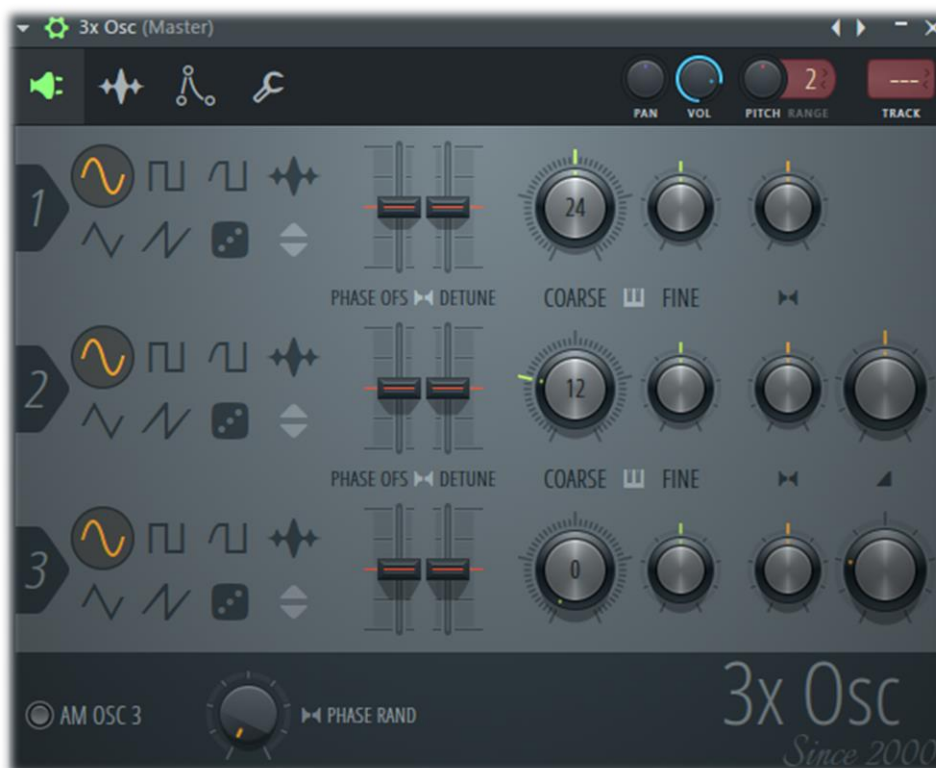 3x Osc (Master)
2
---
PAN VOL PITCH RANGE TRACK
1
24
PHASE OFS DETUNE COARSE FINE
2
12
PHASE OFS DETUNE COARSE FINE
3
0
AM OSC 3 PHASE RAND 3x Osc
Since 2000